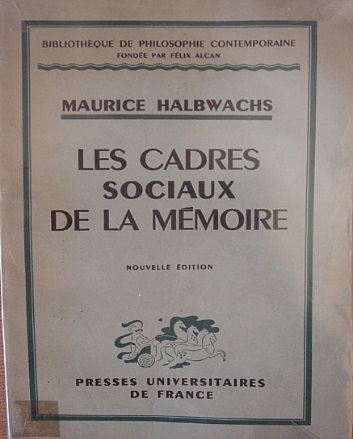 BIBLIOTHÈQUE DE PHILOSOPHIE CONTEMPORAINE
FONDÉE PAR FÉLIX ALCAN
MAURICE HALBWACHS
LES CADRES
SOCIAUX
DE LA MÉMOIRE
NOUVELLE ÉDITION
PRESSES UNIVERSITAIRES
DE FRANCE